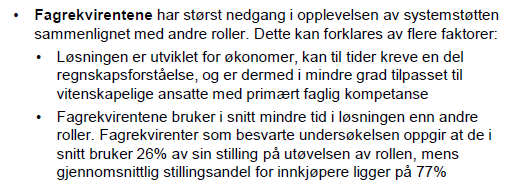 • Fagrekvirentene har størst nedgang i opplevelsen av systemstøtten
sammenlignet med andre roller. Dette kan forklares av flere faktorer:
• Løsningen er utviklet for økonomer, kan til tider kreve en del
regnskapsforståelse, og er dermed i mindre grad tilpasset til
vitenskapelige ansatte med primært faglig kompetanse
• Fagrekvirentene bruker i snitt mindre tid i løsningen enn andre
roller. Fagrekvirenter som besvarte undersøkelsen oppgir at de i
snitt bruker 26% av sin stilling på utøvelsen av rollen, mens
gjennomsnittlig stillingsandel for innkjøpere ligger på 77%